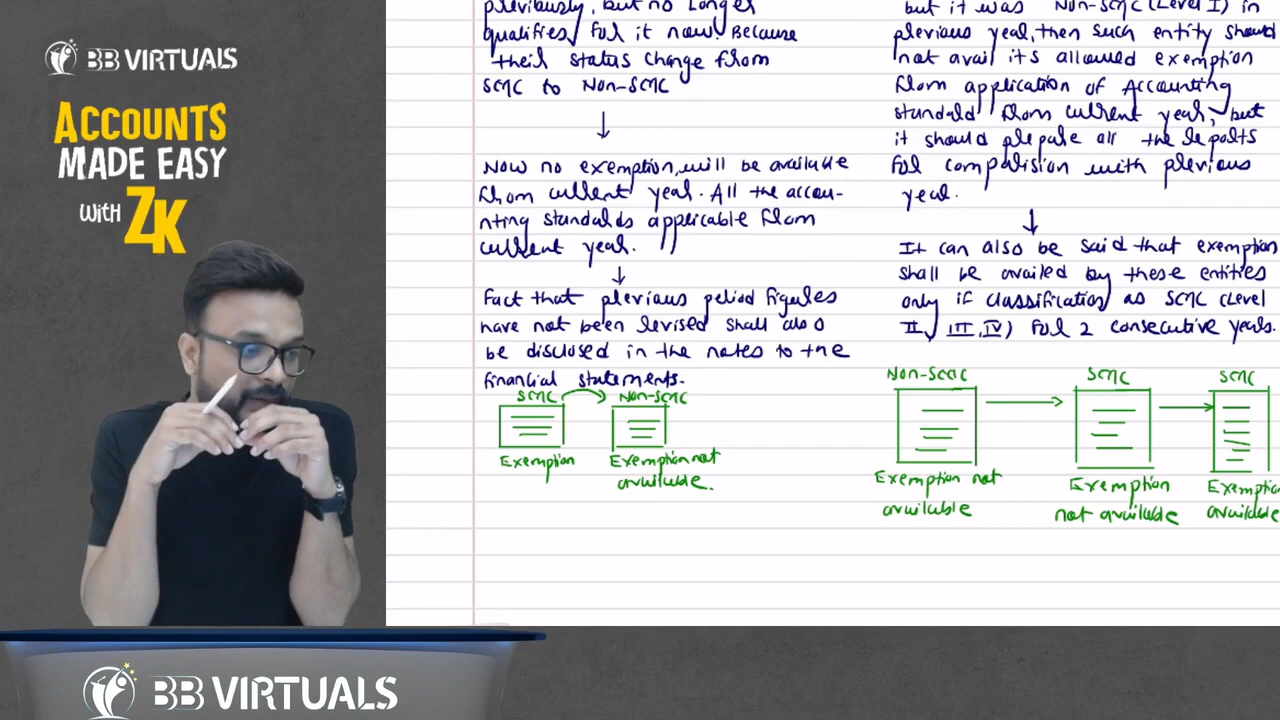 BB VIRTUALS
ACCOUNTS
MADE EASY
WITH ZK
previously, but no longer
qualifies for it now. Because
their status change from
SMC to Non-SMC
↓
Now no exemption, will be available
from current year. All the accou-
nting standards applicable from
current year.
↓
Fact that previous period figures
have not been revised shall also
be disclosed in the notes to the
financial statements.
SMC → Non-SMC
Exemption
Exemption not
available.
but it was Non-SMC (Level I) in
previous year, then such entity should
not avail its allowed exemption
from application of Accounting
standard from current year, but
it should prepare all the reports
for comparision with previous
year.
↓
It can also be said that exemption
shall be availed by these entities
only if classification as SMC (Level
II, III, IV) for 2 consecutive years.
Non-SMC → SMC → SMC
Exemption not
available
Exemption
not available
Exemptio
available
BB VIRTUALS